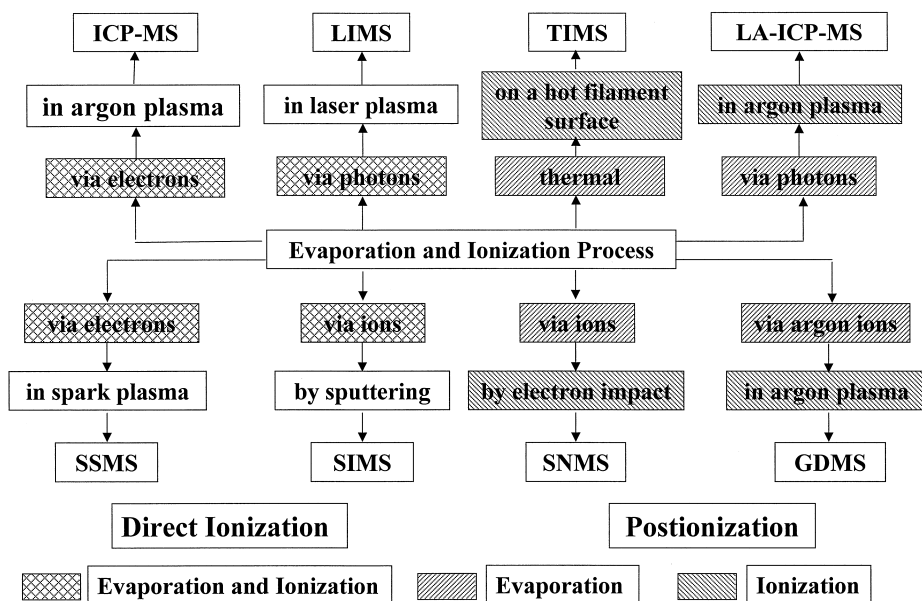 ICP-MS LIMS TIMS LA-ICP-MS
in argon plasma in laser plasma on a hot filament surface in argon plasma
via electrons via photons thermal via photons
Evaporation and Ionization Process
via electrons via ions via ions via argon ions
in spark plasma by sputtering by electron impact in argon plasma
SSMS SIMS SNMS GDMS
Direct Ionization Postionization
Evaporation and Ionization Evaporation Ionization